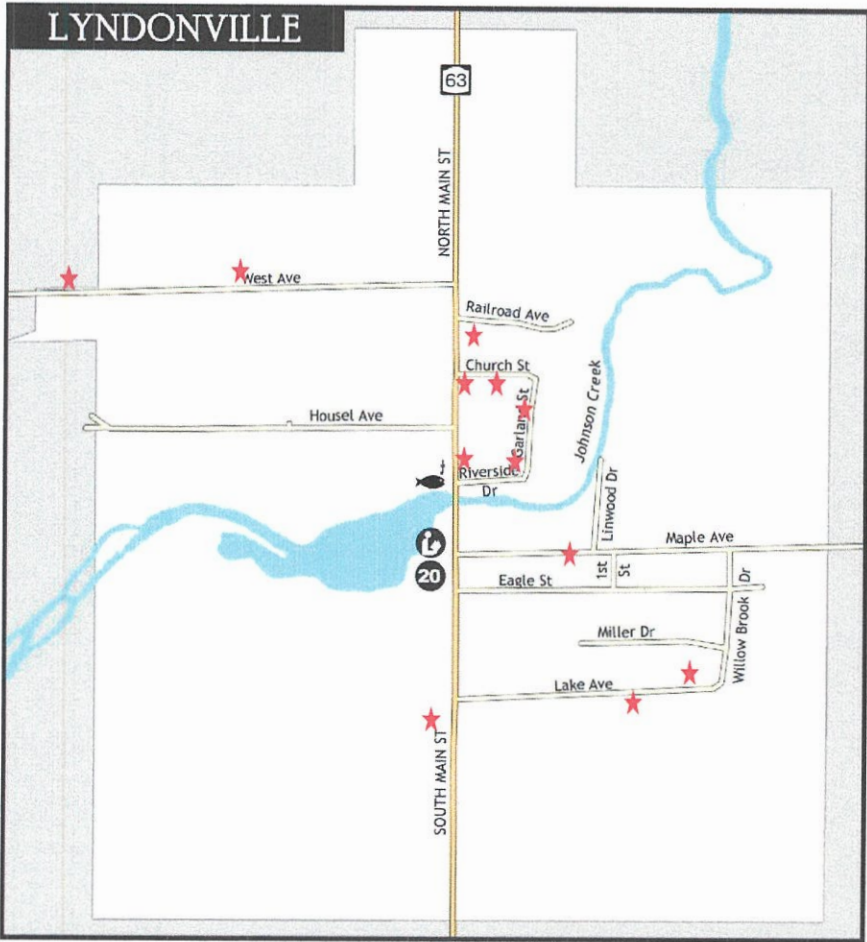 LYNDONVILLE
63
NORTH MAIN ST
West Ave
Railroad Ave
Church St
Garland St
Housel Ave
Johnson Creek
Riverside
Dr
Linwood Dr
Maple Ave
1st
St
20
Eagle St
Willow Brook Dr
Miller Dr
Lake Ave
SOUTH MAIN ST